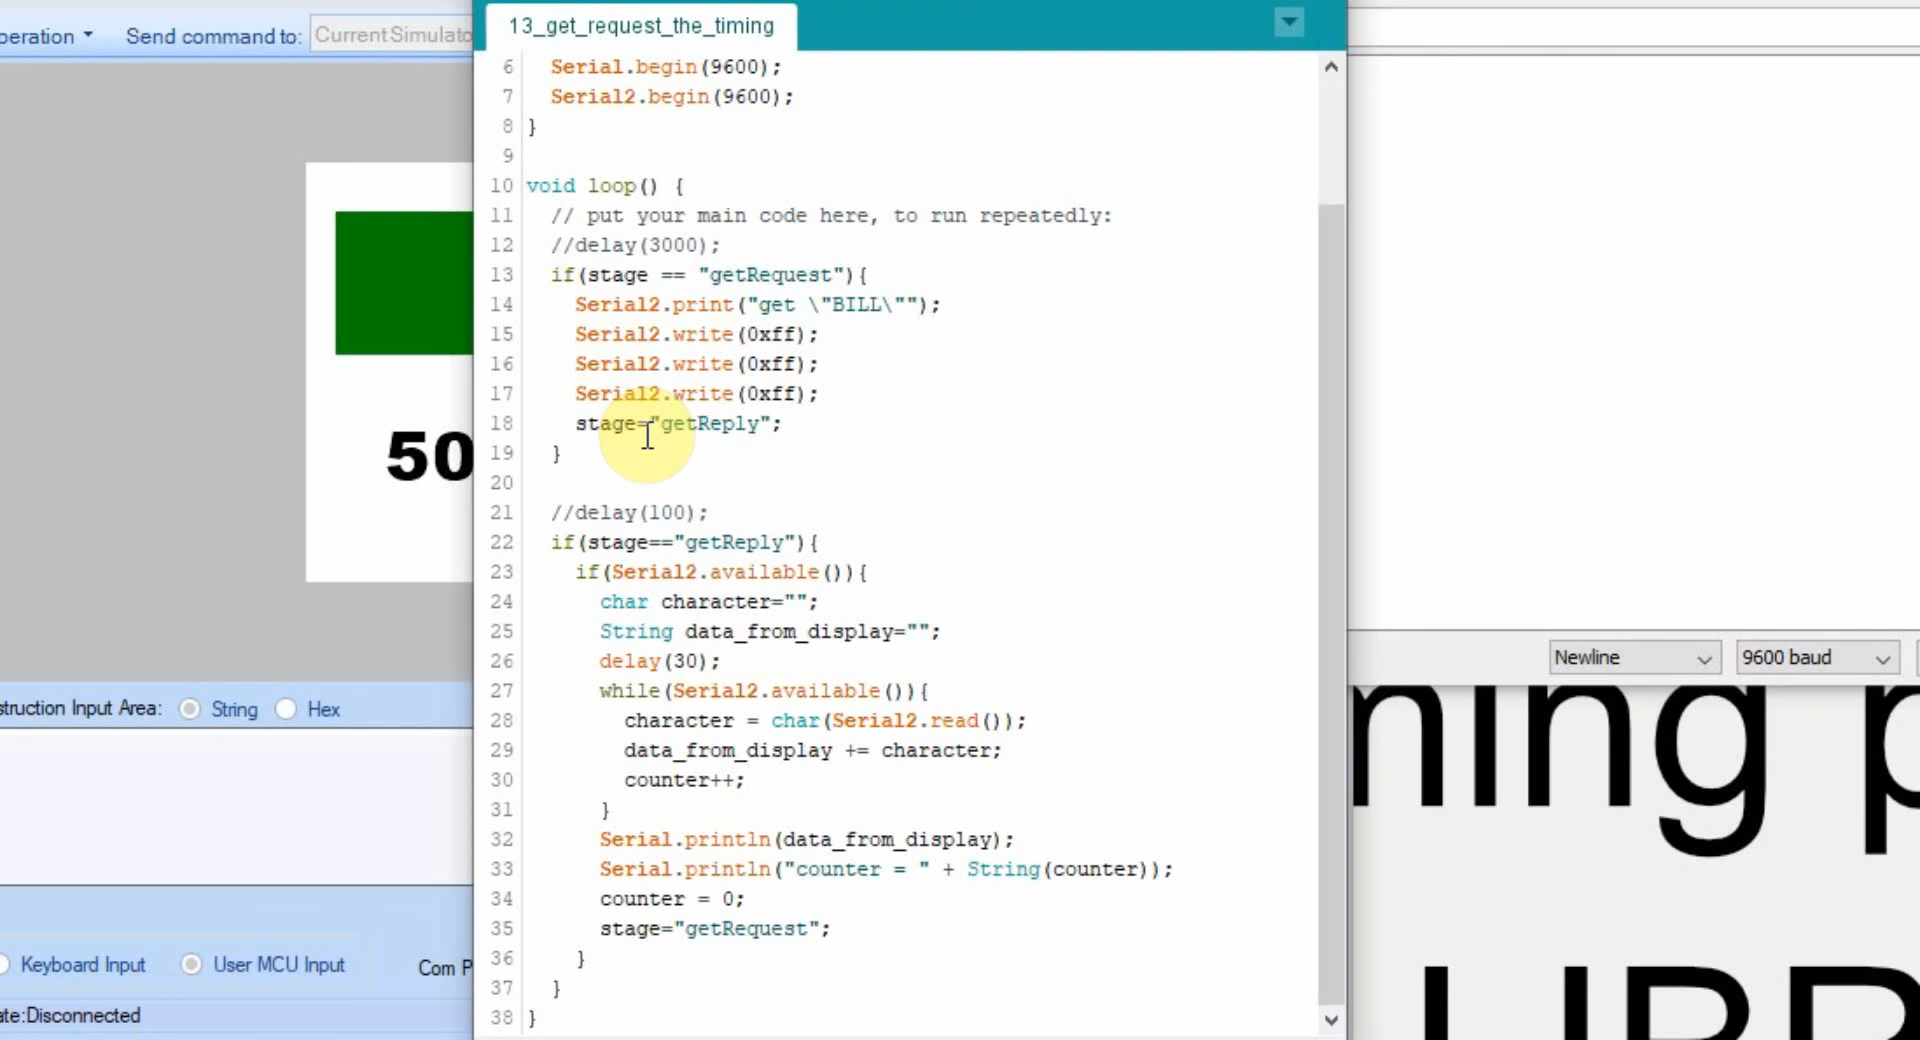 peration
Send command to:
CurrentSimulato
13_get_request_the_timing
6 Serial.begin(9600);
7 Serial2.begin(9600);
8 }
9
10 void loop() {
11 // put your main code here, to run repeatedly:
12 //delay(3000);
13 if(stage == "getRequest"){
14 Serial2.print("get \"BILL\"");
15 Serial2.write(0xff);
16 Serial2.write(0xff);
17 Serial2.write(0xff);
18 stage="getReply";
19 }
20
21 //delay(100);
22 if(stage=="getReply"){
23 if(Serial2.available()){
24 char character="";
25 String data_from_display="";
26 delay(30);
27 while(Serial2.available()){
28 character = char(Serial2.read());
29 data_from_display += character;
30 counter++;
31 }
32 Serial.println(data_from_display);
33 Serial.println("counter = " + String(counter));
34 counter = 0;
35 stage="getRequest";
36 }
37 }
38 }
50
struction Input Area:
String
Hex
Keyboard Input
User MCU Input
Com P
ate:Disconnected
Newline
9600 baud
ning p